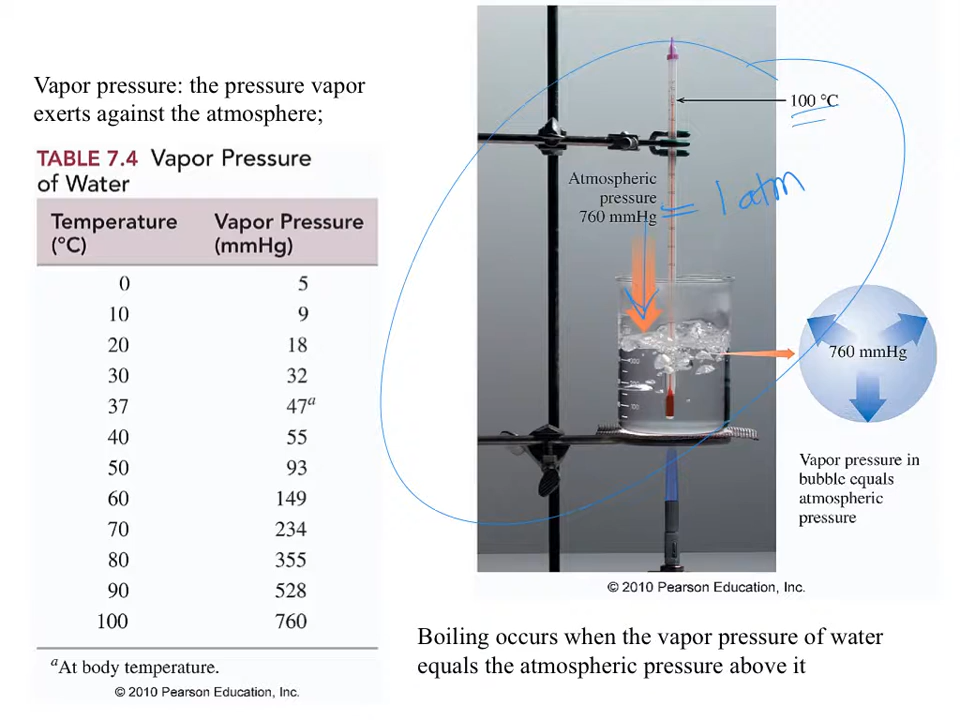 Vapor pressure: the pressure vapor
exerts against the atmosphere;
TABLE 7.4 Vapor Pressure
of Water
Temperature Vapor Pressure
(°C) (mmHg)
0 5
10 9
20 18
30 32
37 47ᵃ
40 55
50 93
60 149
70 234
80 355
90 528
100 760
ᵃAt body temperature.
© 2010 Pearson Education, Inc.
100 °C
Atmospheric
pressure
760 mmHg = 1 atm
760 mmHg
Vapor pressure in
bubble equals
atmospheric
pressure
© 2010 Pearson Education, Inc.
Boiling occurs when the vapor pressure of water
equals the atmospheric pressure above it